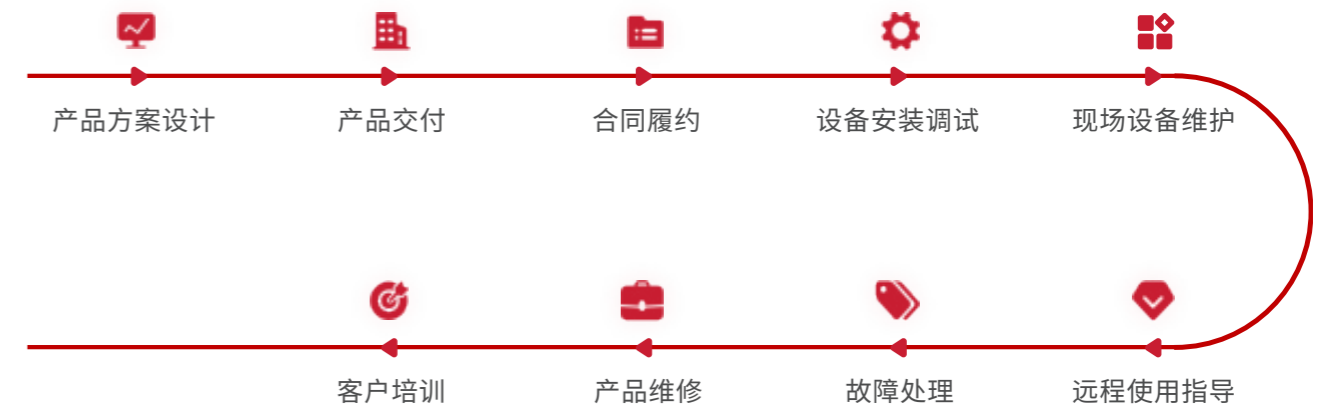 产品方案设计
产品交付
合同履约
设备安装调试
现场设备维护
客户培训
产品维修
故障处理
远程使用指导